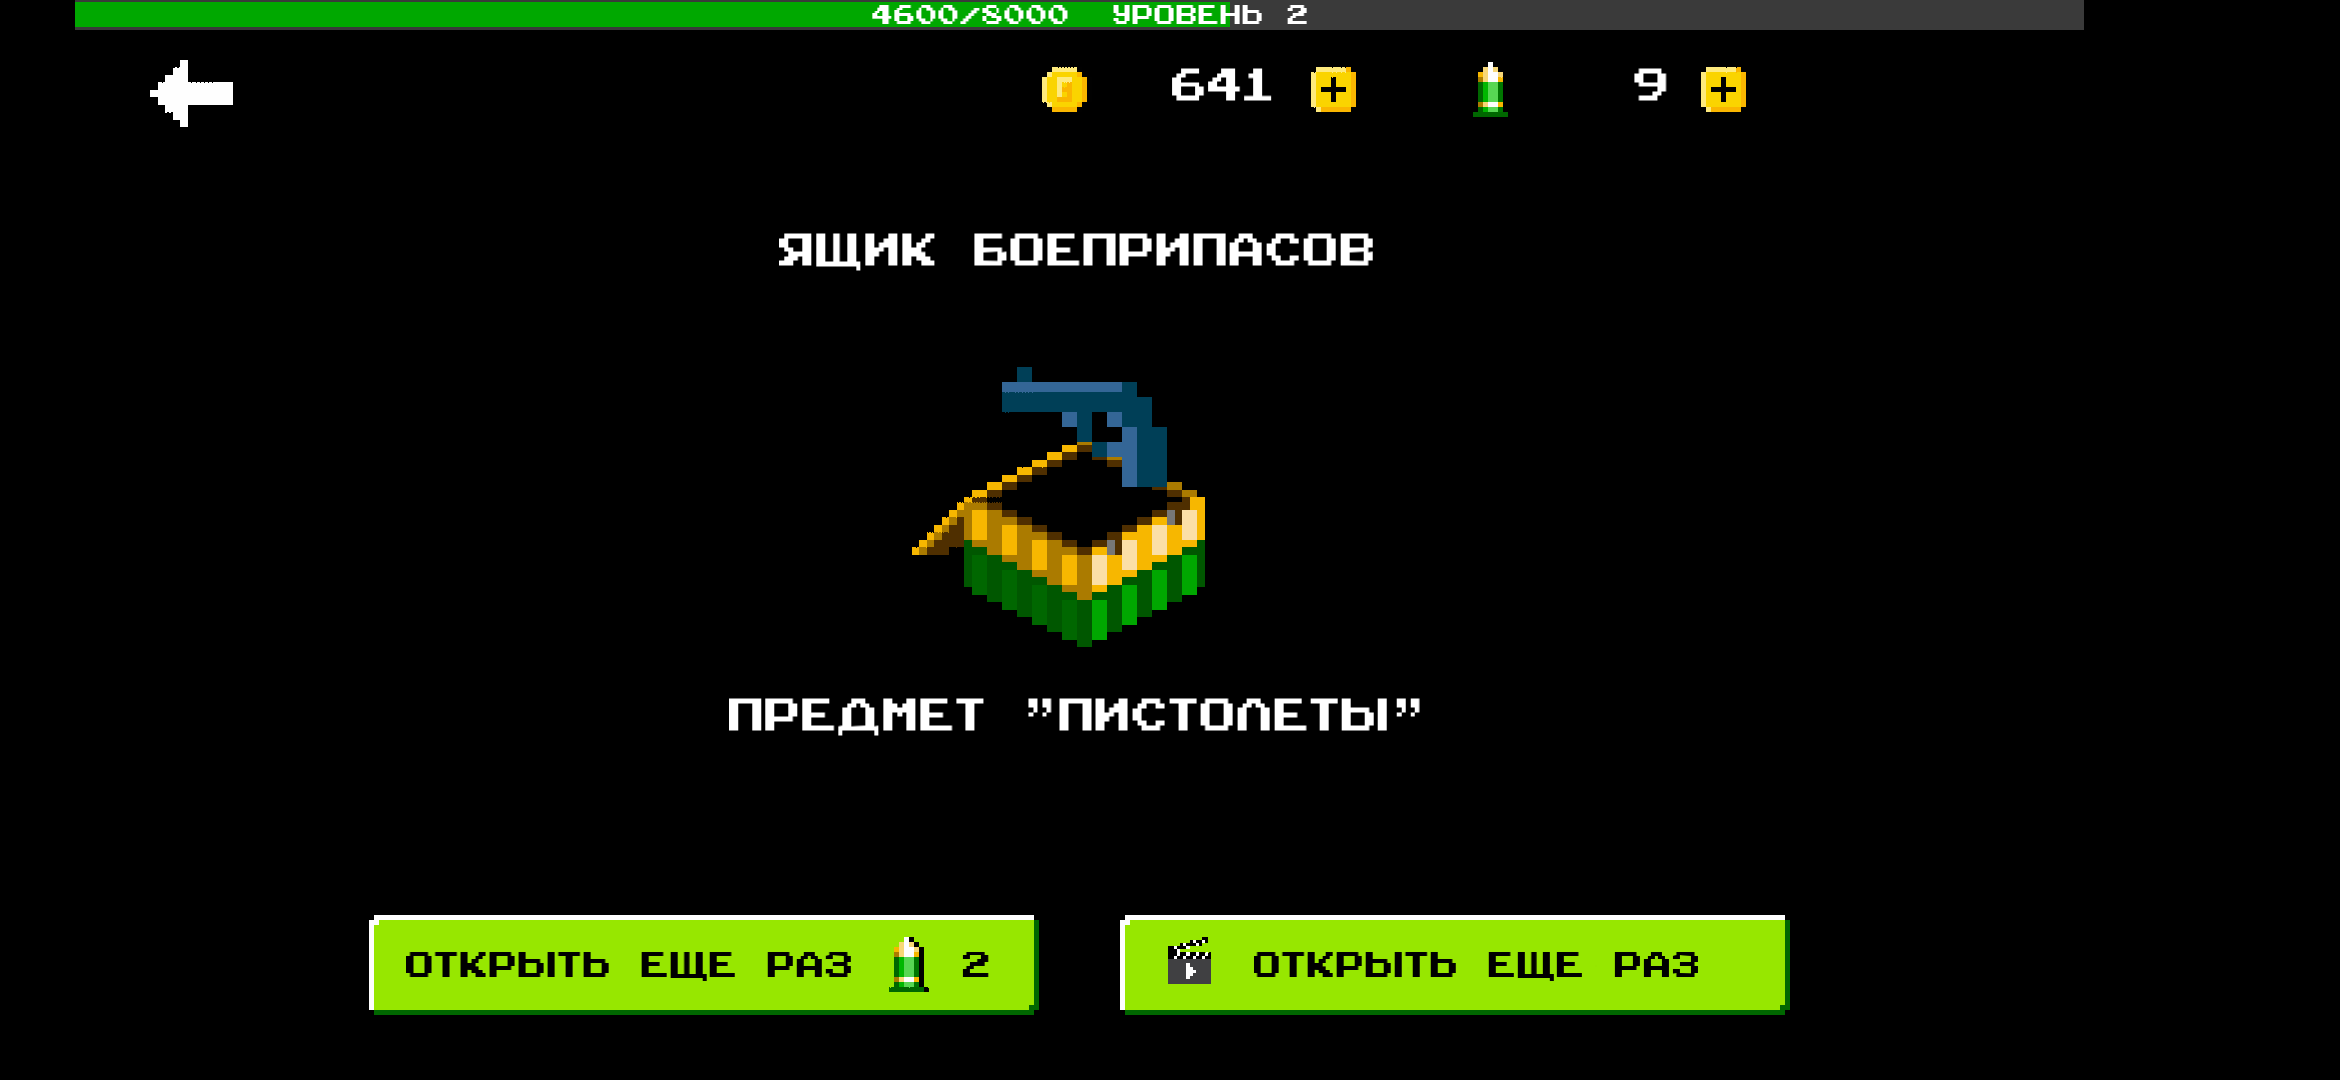 4600/8000 УРОВЕНЬ 2
641 9
ЯЩИК БОЕПРИПАСОВ
ПРЕДМЕТ "ПИСТОЛЕТЫ"
ОТКРЫТЬ ЕЩЕ РАЗ 2
ОТКРЫТЬ ЕЩЕ РАЗ